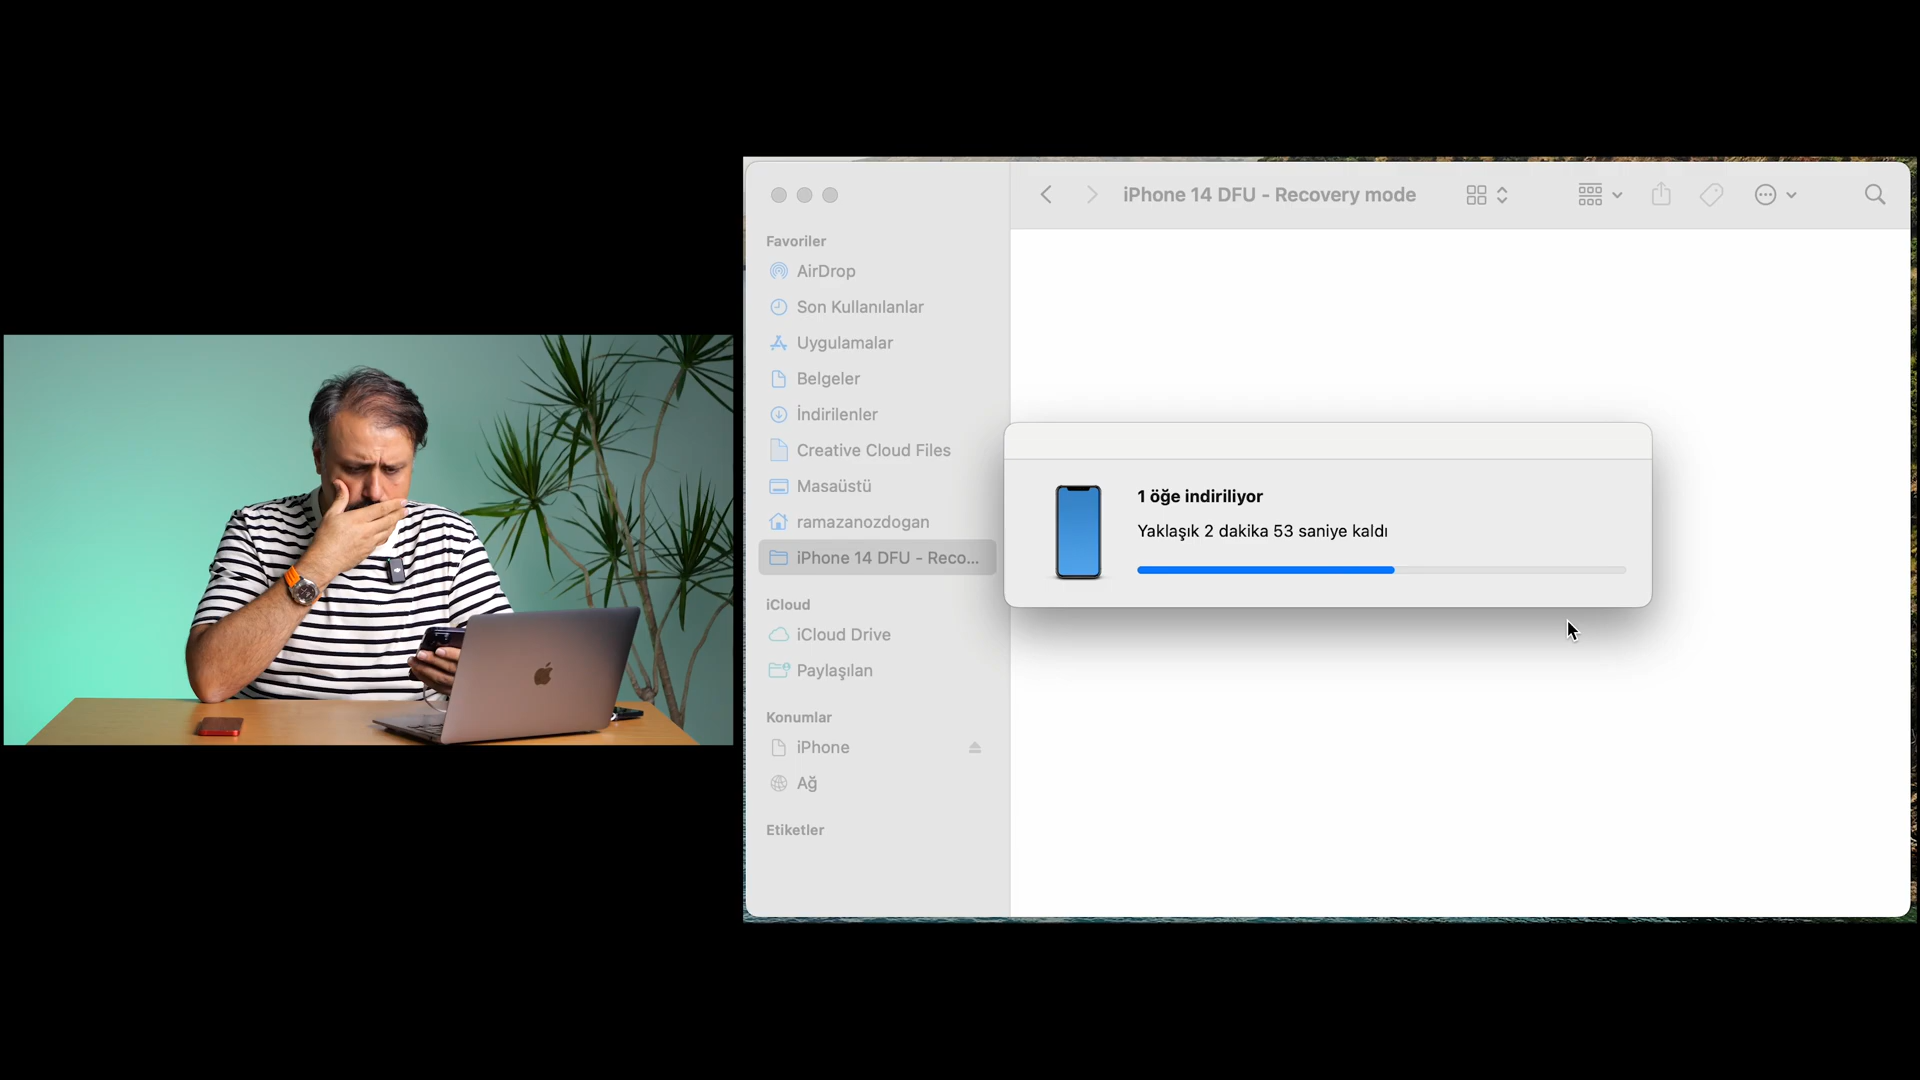 iPhone 14 DFU - Recovery mode
Favoriler
AirDrop
Son Kullanılanlar
Uygulamalar
Belgeler
İndirilenler
Creative Cloud Files
Masaüstü
ramazanozdogan
iPhone 14 DFU - Reco...
iCloud
iCloud Drive
Paylaşılan
Konumlar
iPhone
Ağ
Etiketler
1 öğe indiriliyor
Yaklaşık 2 dakika 53 saniye kaldı